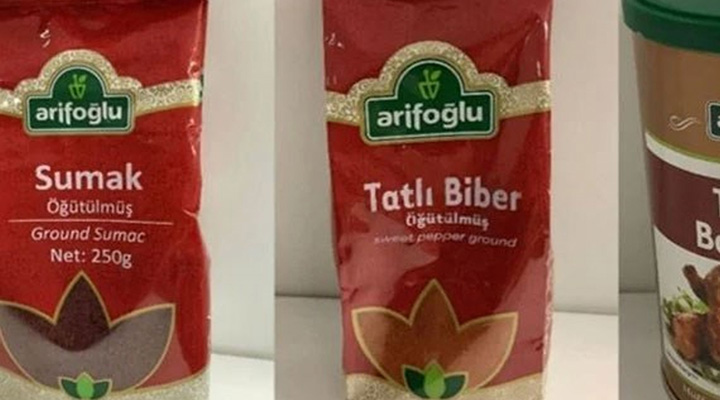 arifoğlu
Sumak
Öğütülmüş
Ground Sumac
Net: 250g
arifoğlu
Tatlı Biber
Öğütülmüş
sweet pepper ground